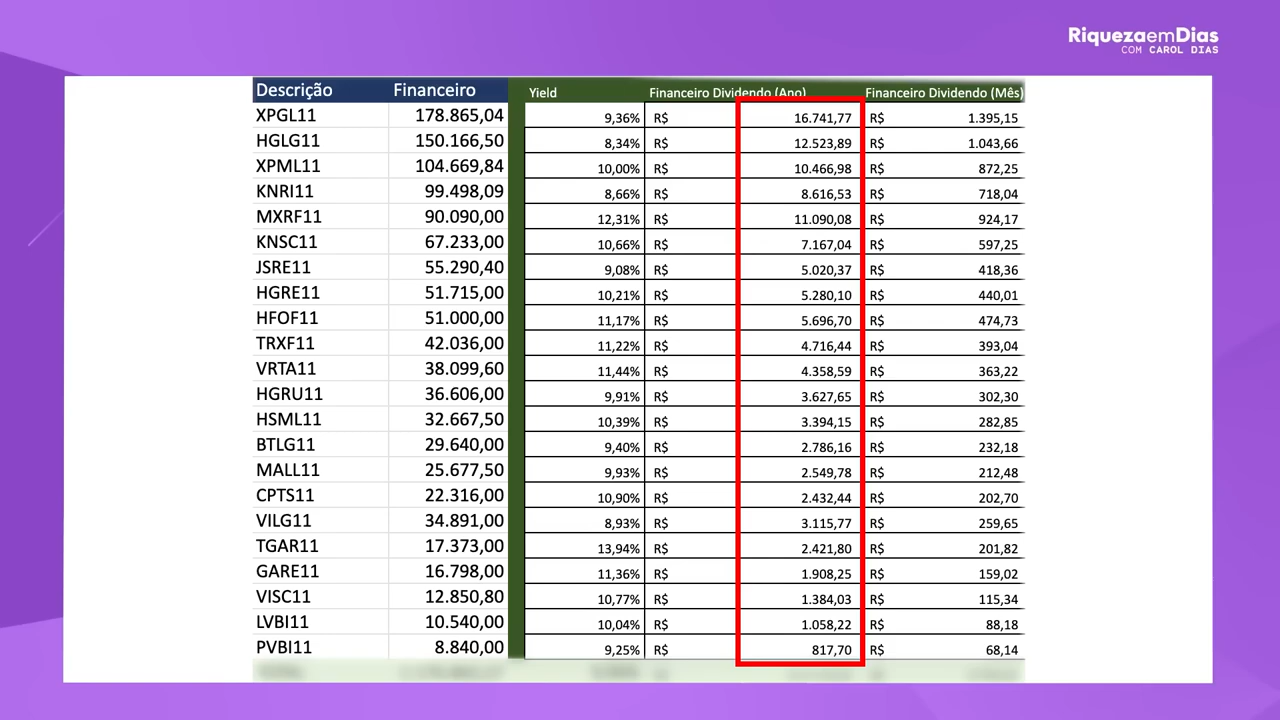 RiquezaemDias
COM CAROL DIAS
Descrição Financeiro Yield Financeiro Dividendo (Ano) Financeiro Dividendo (Mês)
XPGL11 178.865,04 9,36% R$ 16.741,77 R$ 1.395,15
HGLG11 150.166,50 8,34% R$ 12.523,89 R$ 1.043,66
XPML11 104.669,84 10,00% R$ 10.466,98 R$ 872,25
KNRI11 99.498,09 8,66% R$ 8.616,53 R$ 718,04
MXRF11 90.090,00 12,31% R$ 11.090,08 R$ 924,17
KNSC11 67.233,00 10,66% R$ 7.167,04 R$ 597,25
JSRE11 55.290,40 9,08% R$ 5.020,37 R$ 418,36
HGRE11 51.715,00 10,21% R$ 5.280,10 R$ 440,01
HFOF11 51.000,00 11,17% R$ 5.696,70 R$ 474,73
TRXF11 42.036,00 11,22% R$ 4.716,44 R$ 393,04
VRTA11 38.099,60 11,44% R$ 4.358,59 R$ 363,22
HGRU11 36.606,00 9,91% R$ 3.627,65 R$ 302,30
HSML11 32.667,50 10,39% R$ 3.394,15 R$ 282,85
BTLG11 29.640,00 9,40% R$ 2.786,16 R$ 232,18
MALL11 25.677,50 9,93% R$ 2.549,78 R$ 212,48
CPTS11 22.316,00 10,90% R$ 2.432,44 R$ 202,70
VILG11 34.891,00 8,93% R$ 3.115,77 R$ 259,65
TGAR11 17.373,00 13,94% R$ 2.421,80 R$ 201,82
GARE11 16.798,00 11,36% R$ 1.908,25 R$ 159,02
VISC11 12.850,80 10,77% R$ 1.384,03 R$ 115,34
LVBI11 10.540,00 10,04% R$ 1.058,22 R$ 88,18
PVBI11 8.840,00 9,25% R$ 817,70 R$ 68,14